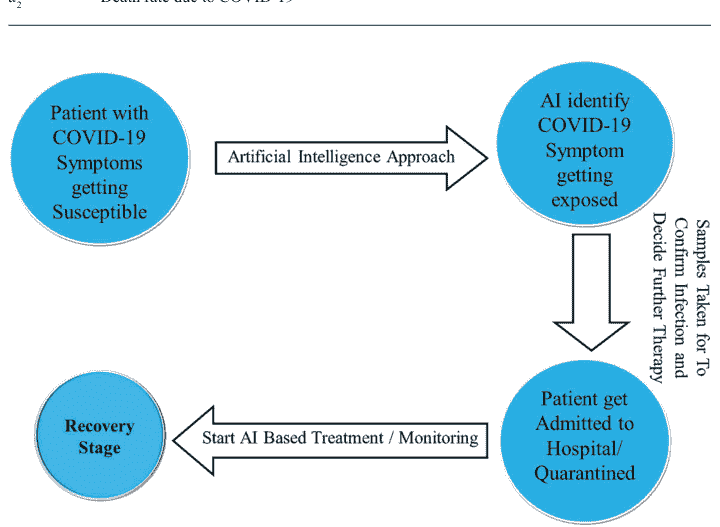 Death rate due to COVID-19
Patient with
COVID-19
Symptoms
getting
Susceptible
Artificial Intelligence Approach
AI identify
COVID-19
Symptom
getting
exposed
Samples Taken for To
Confirm Infection and
Decide Further Therapy
Patient get
Admitted to
Hospital/
Quarantined
Start AI Based Treatment / Monitoring
Recovery
Stage